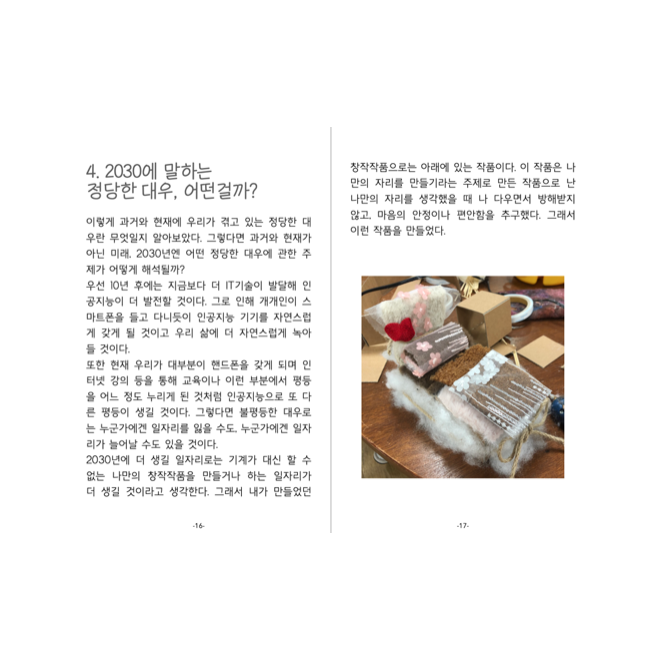 4. 2030에 말하는
정당한 대우, 어떤걸까?
이렇게 과거와 현재에 우리가 겪고 있는 정당한 대
우란 무엇일지 알아보았다. 그렇다면 과거와 현재가
아닌 미래, 2030년엔 어떤 정당한 대우에 관한 주
제가 어떻게 해석될까?
우선 10년 후에는 지금보다 더 IT기술이 발달해 인
공지능이 더 발전할 것이다. 그로 인해 개개인이 스
마트폰을 들고 다니듯이 인공지능 기기를 자연스럽
게 갖게 될 것이고 우리 삶에 더 자연스럽게 녹아
들 것이다.
또한 현재 우리가 대부분이 핸드폰을 갖게 되며 인
터넷 강의 등을 통해 교육이나 이런 부분에서 평등
을 어느 정도 누리게 된 것처럼 인공지능으로 또 다
른 평등이 생길 것이다. 그렇다면 불평등한 대우로
는 누군가에겐 일자리를 잃을 수도, 누군가에겐 일자
리가 늘어날 수도 있을 것이다.
2030년에 더 생길 일자리로는 기계가 대신 할 수
없는 나만의 창작작품을 만들거나 하는 일자리가
더 생길 것이라고 생각한다. 그래서 내가 만들었던
-16-
창작작품으로는 아래에 있는 작품이다. 이 작품은 나
만의 자리를 만들기라는 주제로 만든 작품으로 난
나만의 자리를 생각했을 때 나 다우면서 방해받지
않고, 마음의 안정이나 편안함을 추구했다. 그래서
이런 작품을 만들었다.
-17-